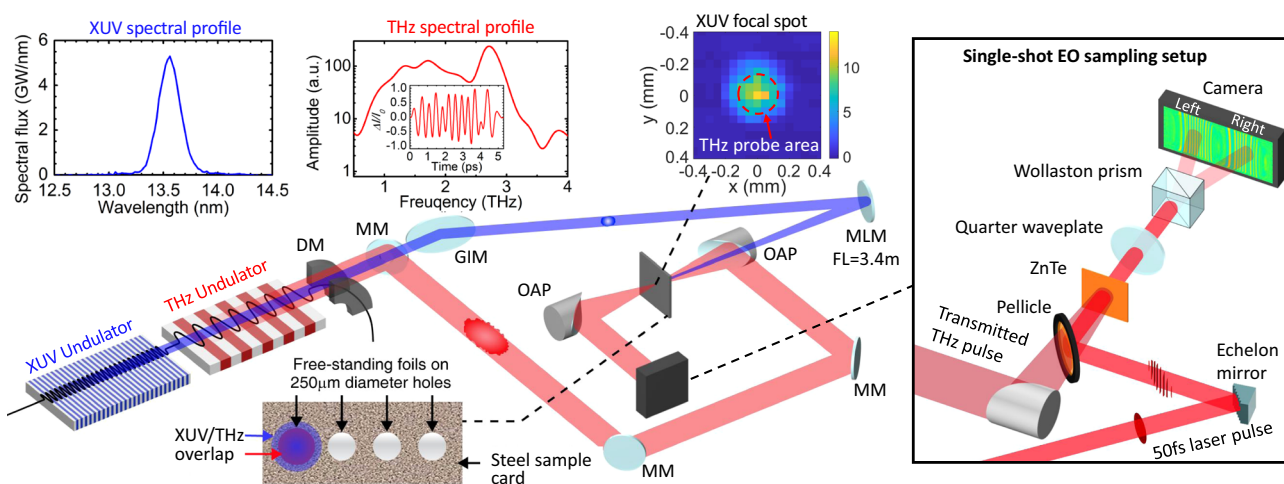 XUV spectral profile
Spectral flux (GW/nm)
6
4
2
0
12.5 13.0 13.5 14.0 14.5
Wavelength (nm)
THz spectral profile
Amplitude (a.u.)
100
10
1
ΔI/I₀
1.0
0.5
0.0
-0.5
-1.0
0 1 2 3 4 5
Time (ps)
1 2 3 4
Freuqency (THz)
XUV focal spot
y (mm)
-0.4
-0.2
0
0.2
0.4
THz probe area
-0.4 -0.2 0 0.2 0.4
x (mm)
10
5
0
Single-shot EO sampling setup
Camera
Left
Right
Wollaston prism
Quarter waveplate
ZnTe
Pellicle
Transmitted
THz pulse
Echelon
mirror
50fs laser pulse
XUV Undulator
THz Undulator
DM
MM
GIM
MLM
FL=3.4m
OAP
OAP
MM
MM
Free-standing foils on
250μm diameter holes
XUV/THz
overlap
Steel sample
card